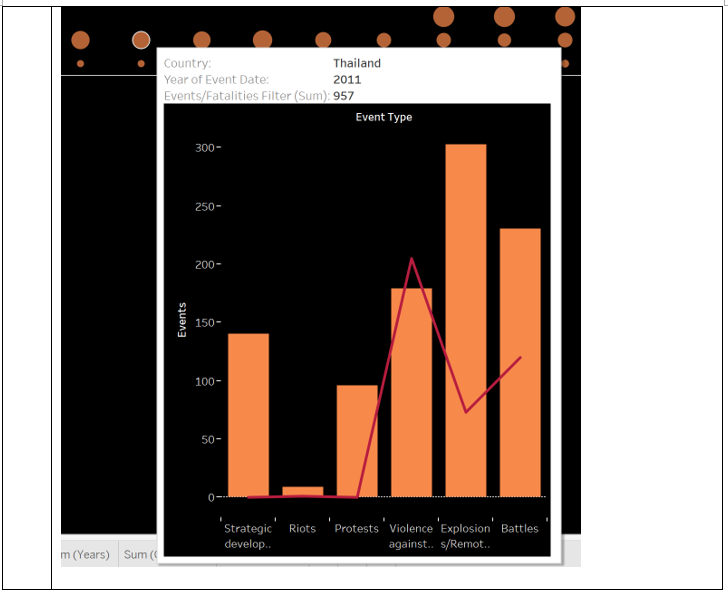 Country: Thailand
Year of Event Date: 2011
Events/Fatalities Filter (Sum): 957
Event Type
300
250
200
150
100
50
0
Events
Strategic develop..
Riots
Protests
Violence against..
Explosion s/Remot..
Battles
m (Years)
Sum (